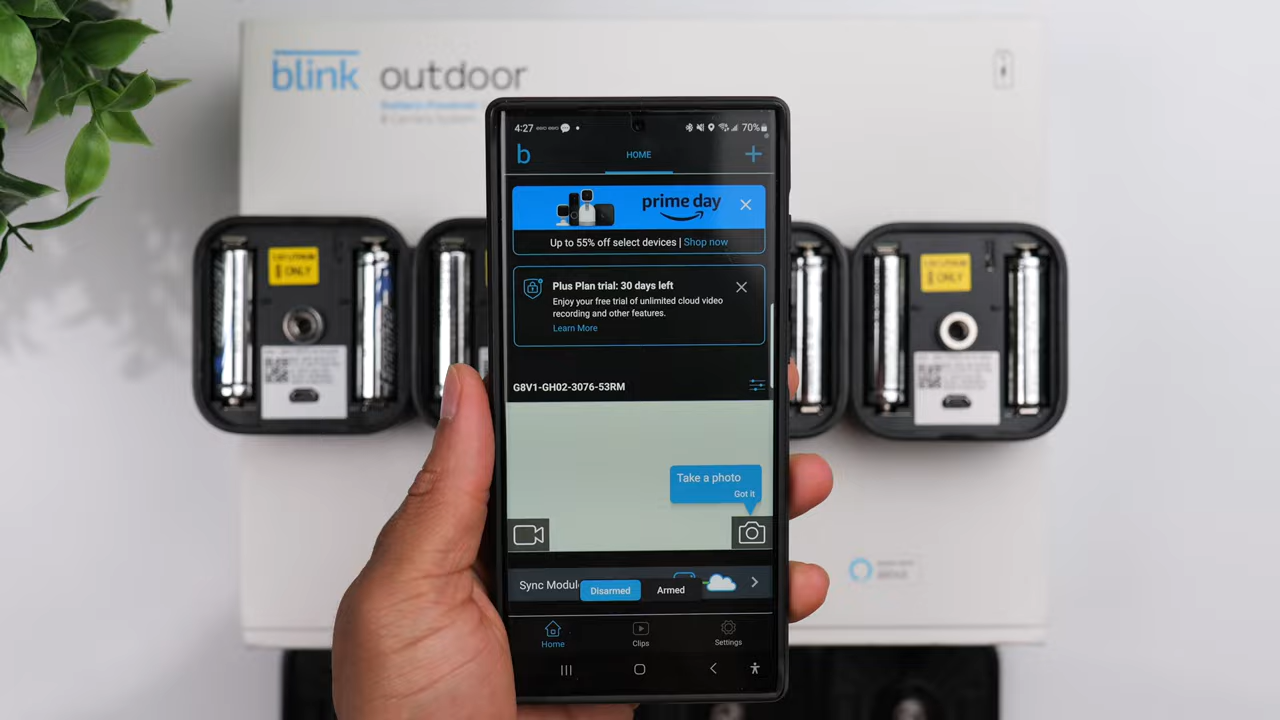 blink outdoor
4:27
70%
b
HOME
prime day
Up to 55% off select devices | Shop now
Plus Plan trial: 30 days left
Enjoy your free trial of unlimited cloud video
recording and other features.
Learn More
ONLY
ONLY
G8V1-GH02-3076-53RM
Take a photo
Got it
Sync Modul
Disarmed
Armed
Home
Clips
Settings